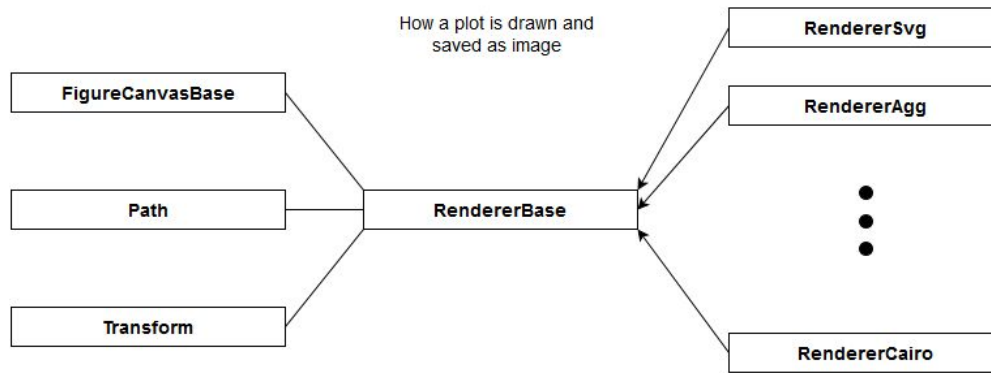 How a plot is drawn and
saved as image
RendererSvg
FigureCanvasBase
RendererAgg
Path
RendererBase
Transform
RendererCairo